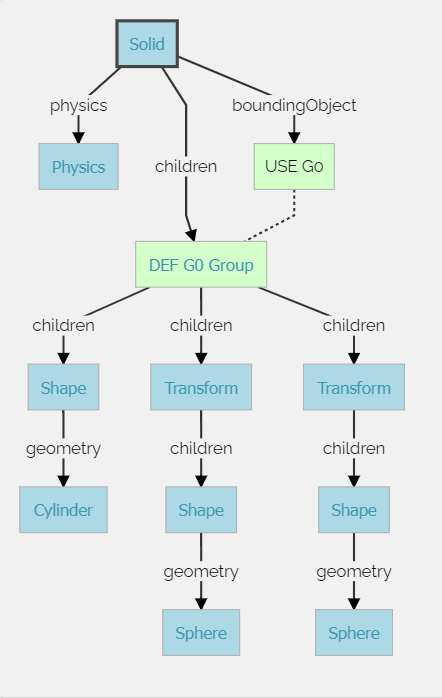 Solid
physics
boundingObject
Physics
children
USE G0
DEF G0 Group
children
children
children
Shape
Transform
Transform
geometry
children
children
Cylinder
Shape
Shape
geometry
geometry
Sphere
Sphere